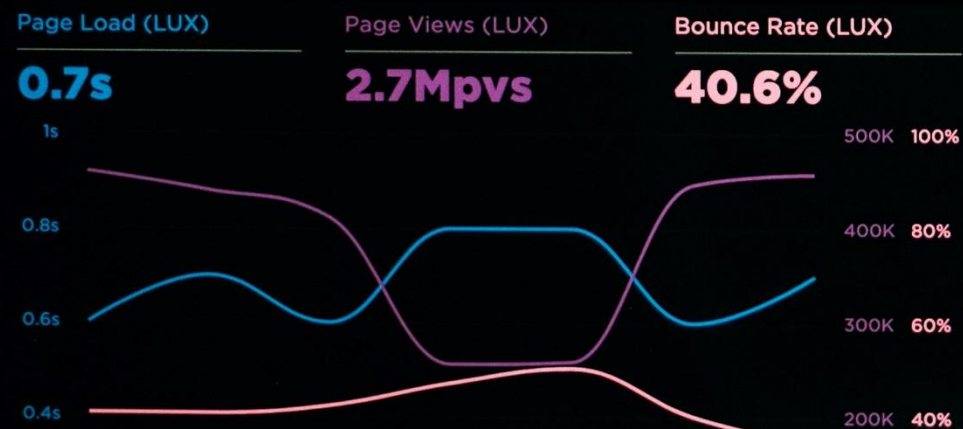 Page Load (LUX) Page Views (LUX) Bounce Rate (LUX)
0.7s 2.7Mpvs 40.6%
1s 500K 100%
0.8s 400K 80%
0.6s 300K 60%
0.4s 200K 40%